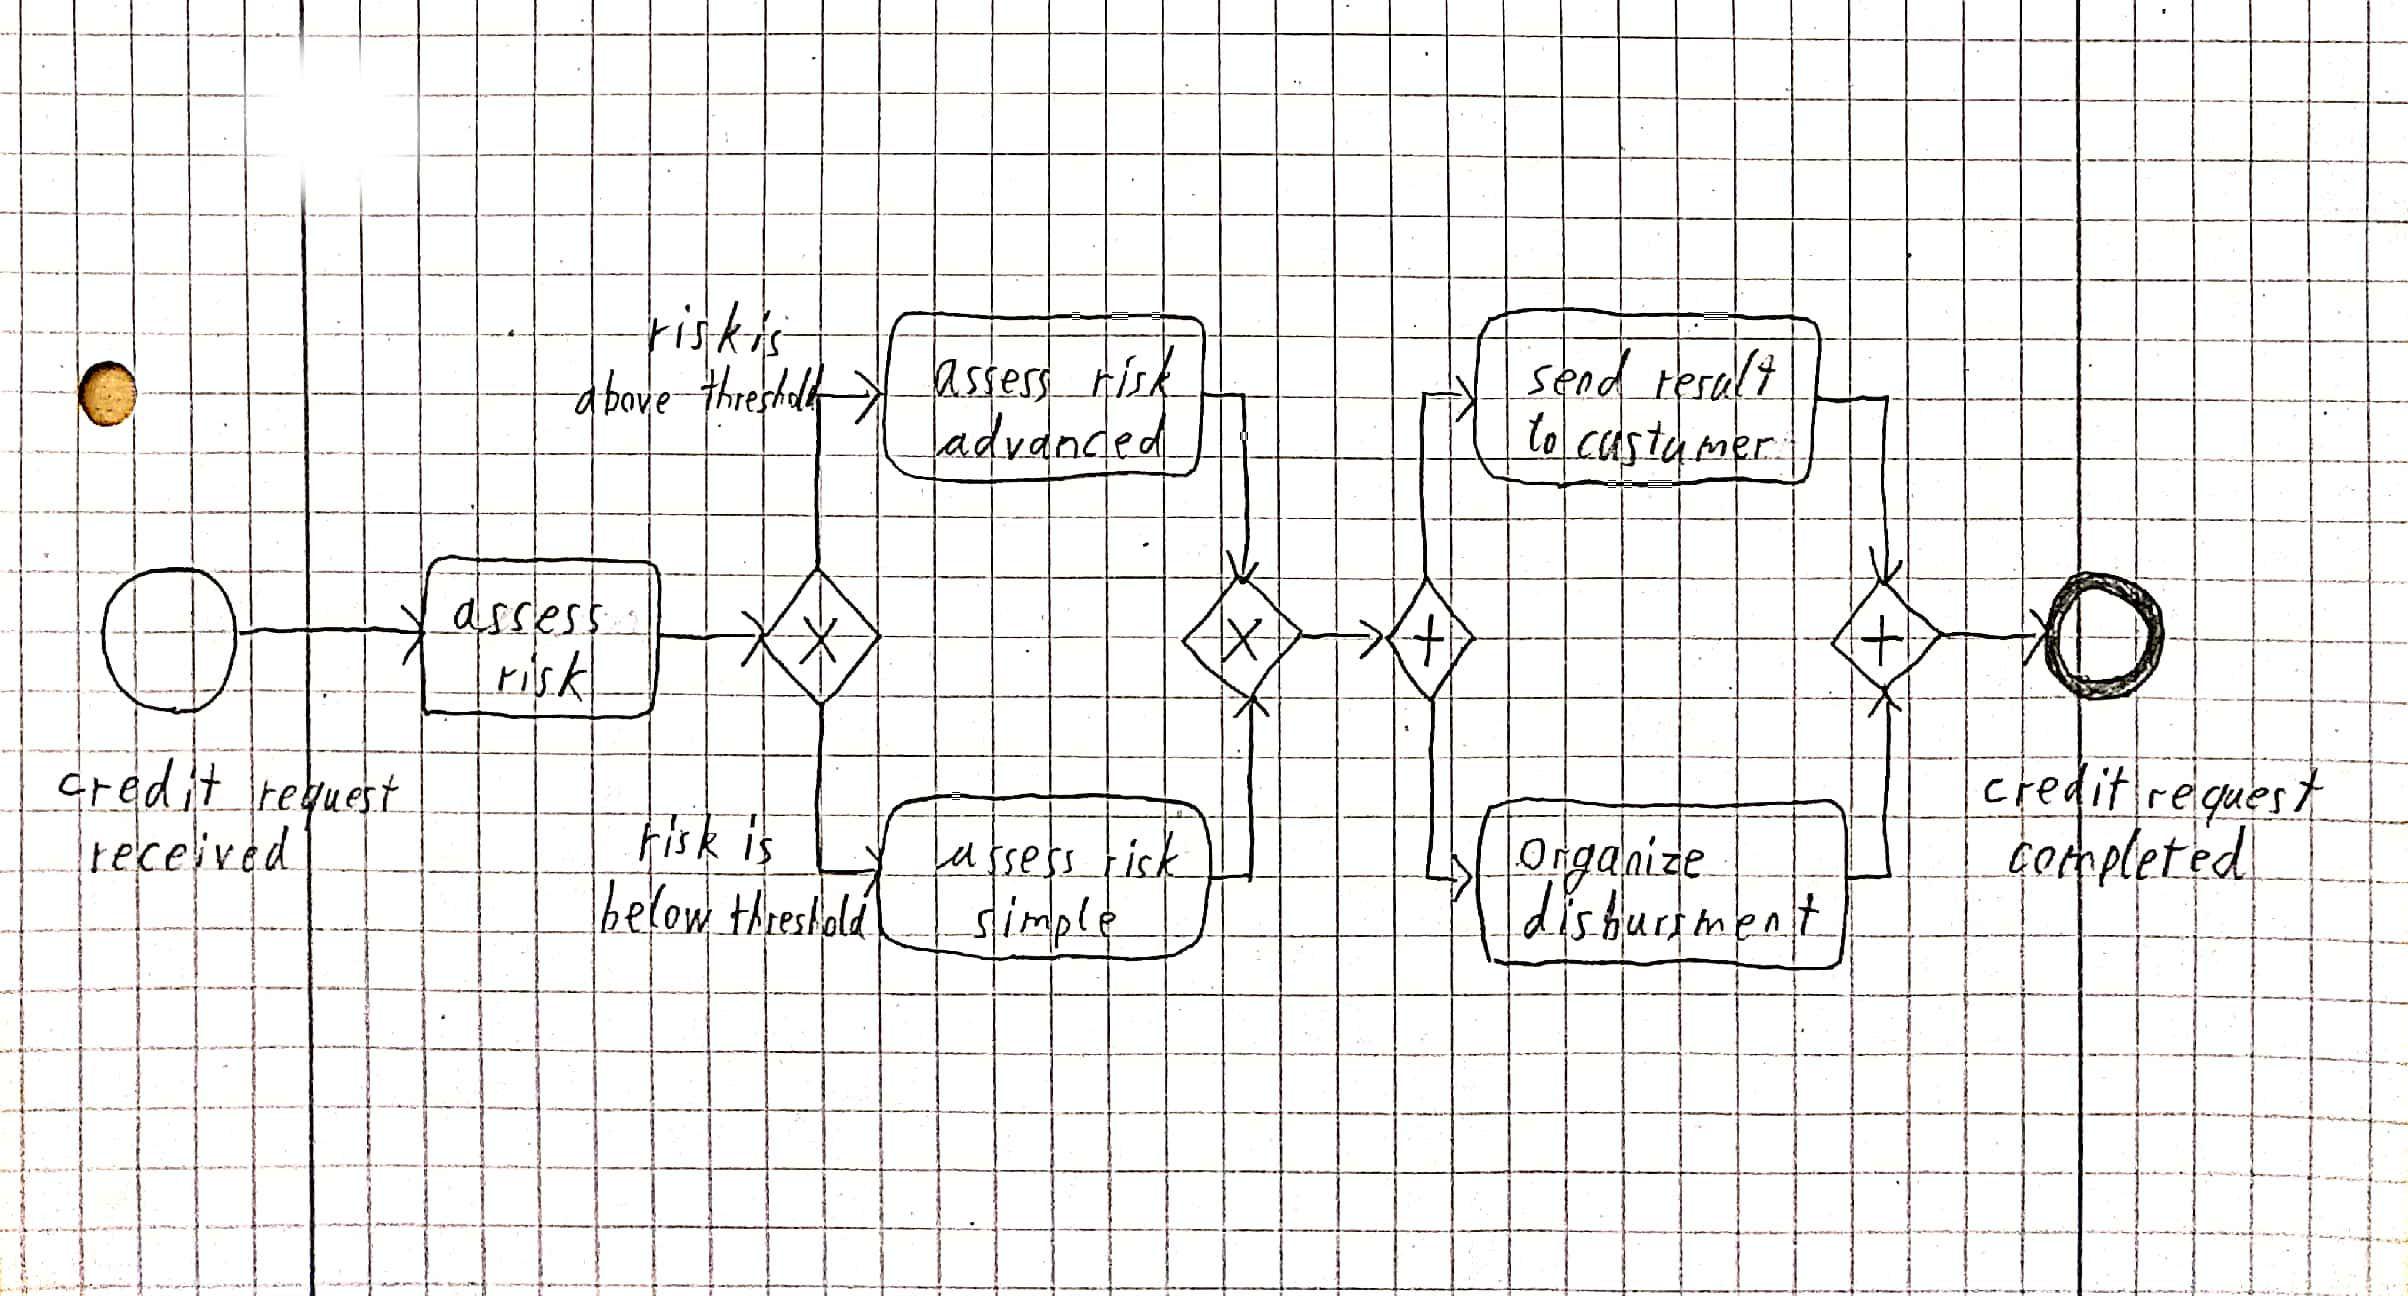 risk is
above threshold
assess risk
advanced
send result
to custumer
assess
risk
credit request
received
risk is
below threshold
assess risk
simple
Organize
disbursment
credit request
completed